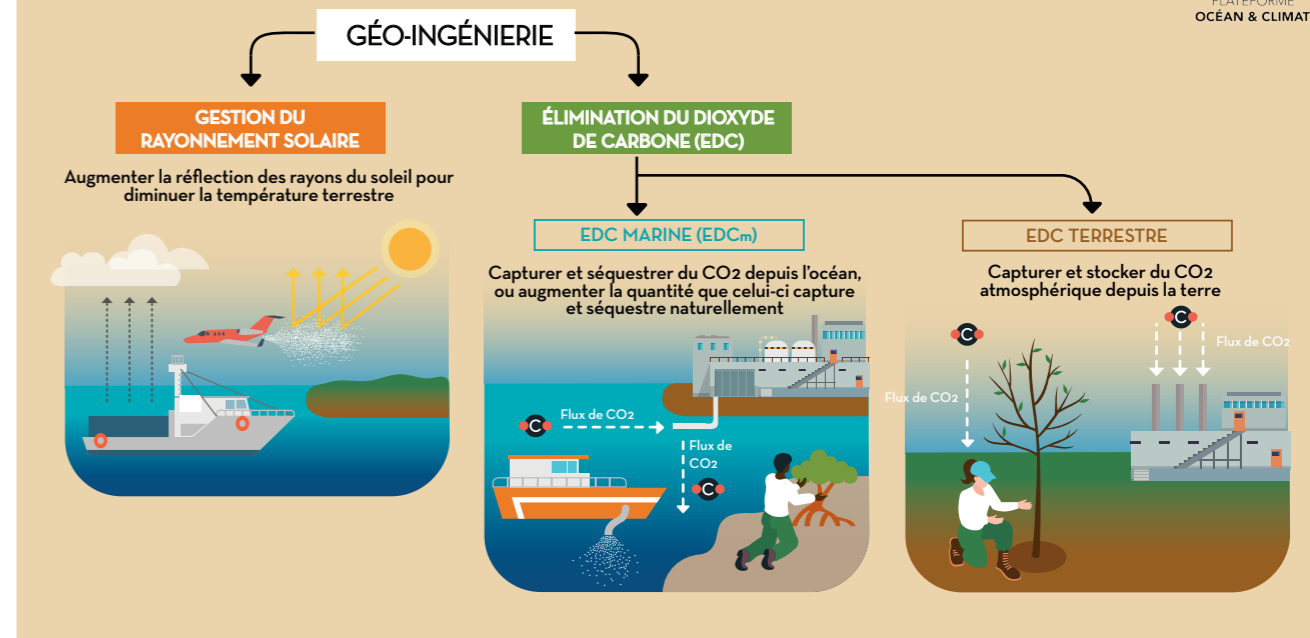 PLATEFORME
OCÉAN & CLIMAT
GÉO-INGÉNIERIE
GESTION DU
RAYONNEMENT SOLAIRE
Augmenter la réflection des rayons du soleil pour
diminuer la température terrestre
ÉLIMINATION DU DIOXYDE
DE CARBONE (EDC)
EDC MARINE (EDCm)
Capturer et séquestrer du CO2 depuis l'océan,
ou augmenter la quantité que celui-ci capture
et séquestre naturellement
C
Flux de CO2
Flux de
CO2
C
EDC TERRESTRE
Capturer et stocker du CO2
atmosphérique depuis la terre
C
Flux de CO2
C
Flux de CO2